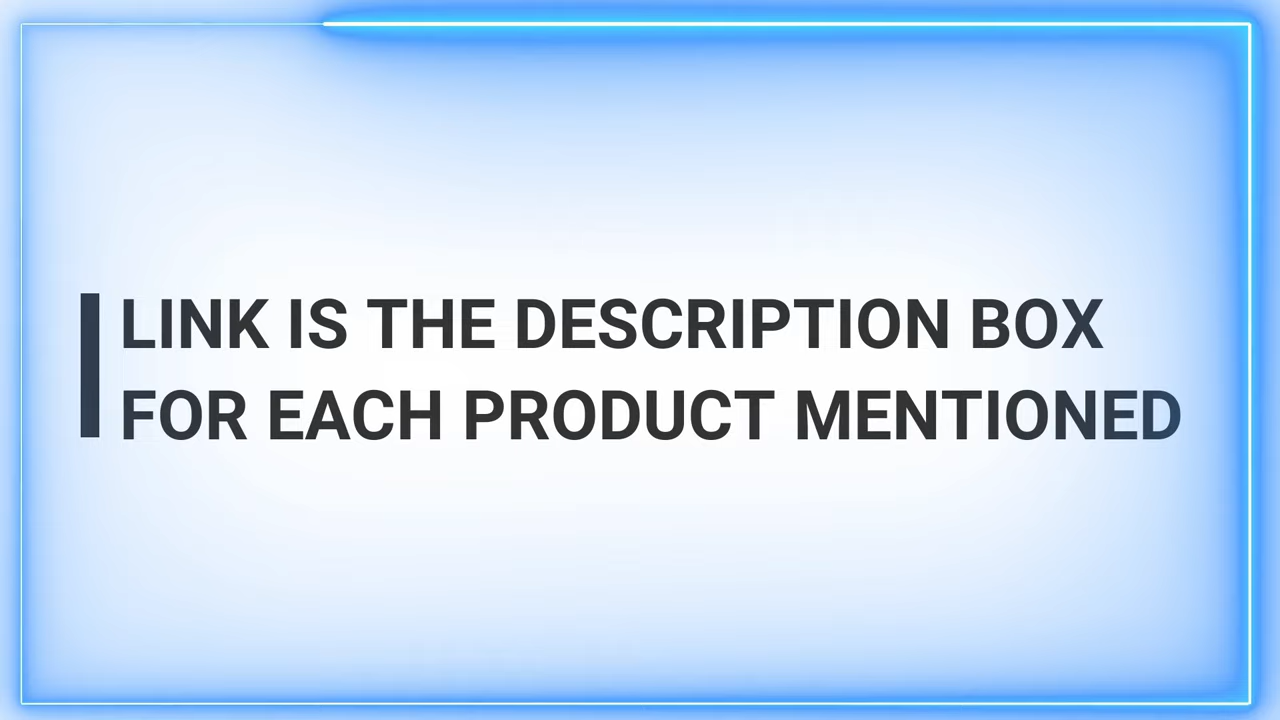 LINK IS THE DESCRIPTION BOX
FOR EACH PRODUCT MENTIONED